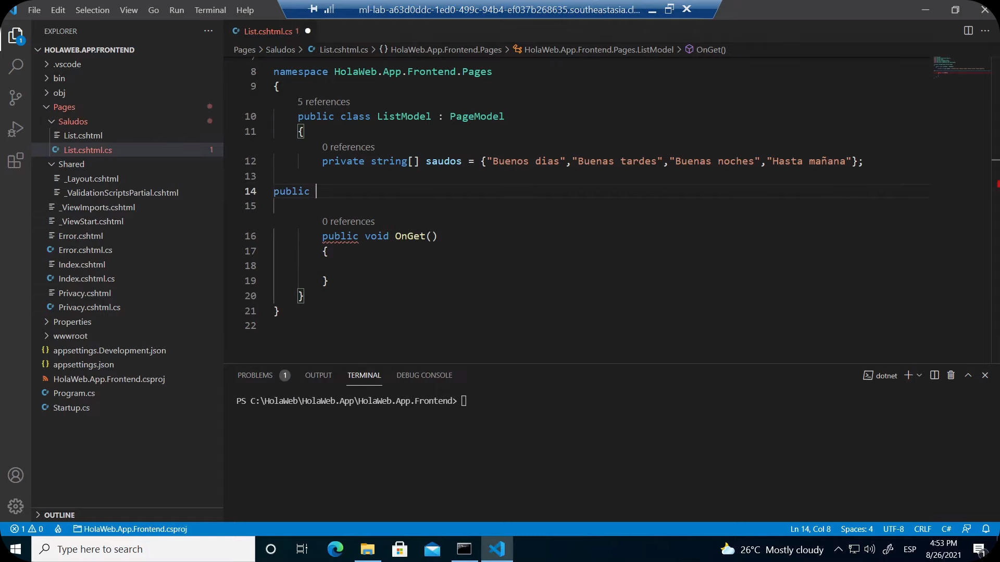 File Edit Selection View Go Run Terminal Help
ml-lab-a63d0ddc-1ed0-499c-94b4-ef037b268635.southeastasia.cl...
EXPLORER
HOLAWEB.APP.FRONTEND
.vscode
bin
obj
Pages
Saludos
List.cshtml
List.cshtml.cs 1
Shared
_Layout.cshtml
_ValidationScriptsPartial.cshtml
_ViewImports.cshtml
_ViewStart.cshtml
Error.cshtml
Error.cshtml.cs
Index.cshtml
Index.cshtml.cs
Privacy.cshtml
Privacy.cshtml.cs
Properties
wwwroot
appsettings.Development.json
appsettings.json
HolaWeb.App.Frontend.csproj
Program.cs
Startup.cs
OUTLINE
List.cshtml.cs 1
Pages > Saludos > List.cshtml.cs > {} HolaWeb.App.Frontend.Pages > HolaWeb.App.Frontend.Pages.ListModel > OnGet()
8 namespace HolaWeb.App.Frontend.Pages
9 {
5 references
10 public class ListModel : PageModel
11 {
0 references
12 private string[] saudos = {"Buenos dias","Buenas tardes","Buenas noches","Hasta mañana"};
13
14 public
15
0 references
16 public void OnGet()
17 {
18
19 }
20 }
21 }
22
PROBLEMS 1 OUTPUT TERMINAL DEBUG CONSOLE
dotnet
PS C:\HolaWeb\HolaWeb.App\HolaWeb.App.Frontend>
1 0 HolaWeb.App.Frontend.csproj
Ln 14, Col 8 Spaces: 4 UTF-8 CRLF C#
Type here to search
26°C Mostly cloudy
ESP
4:53 PM
8/26/2021
1